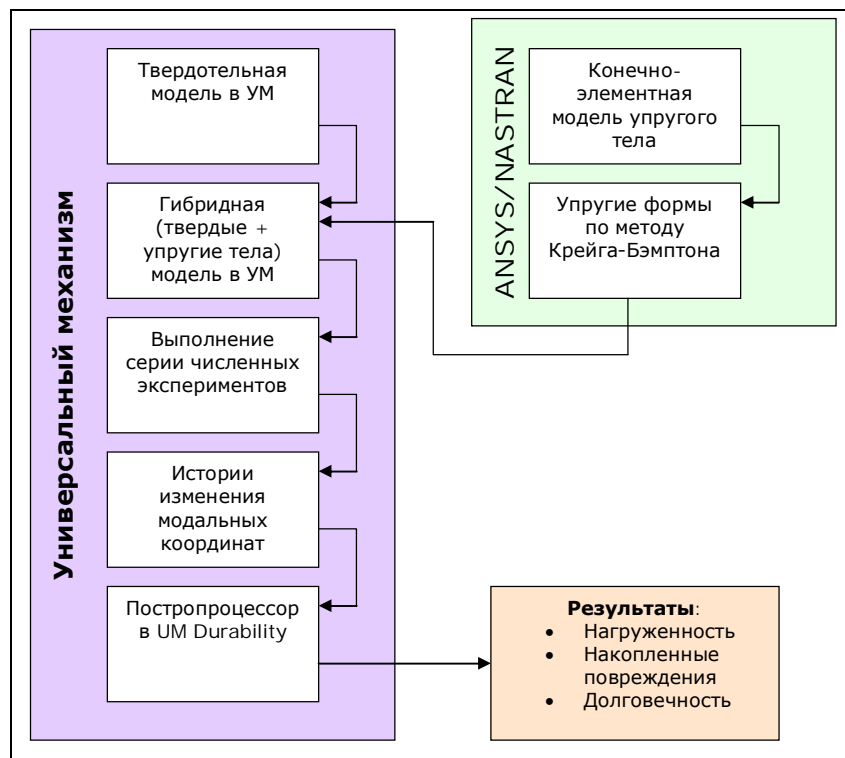 Универсальный механизм
Твердотельная
модель в УМ
Гибридная
(твердые +
упругие тела)
модель в УМ
Выполнение
серии численных
экспериментов
Истории
изменения
модальных
координат
Постропроцессор
в UM Durability
ANSYS/NASTRAN
Конечно-
элементная
модель упругого
тела
Упругие формы
по методу
Крейга-Бэмптона
Результаты:
• Нагруженность
• Накопленные
повреждения
• Долговечность